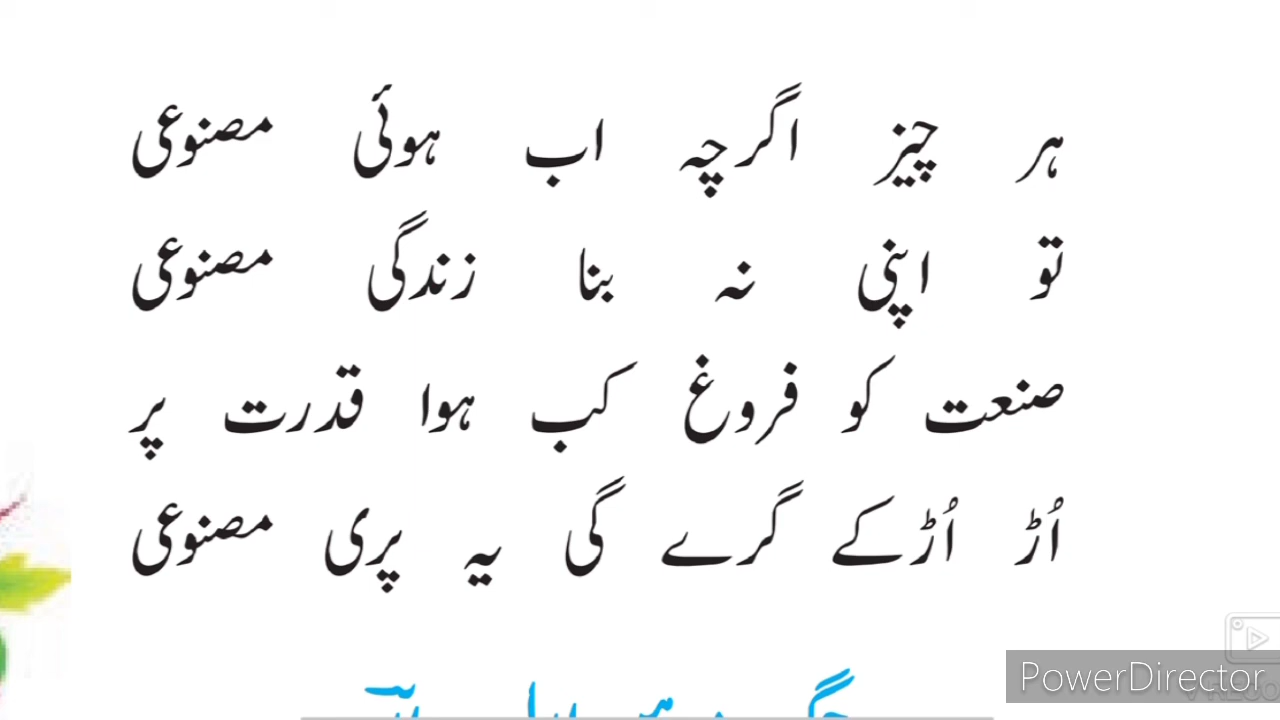 ہر چیز اگرچہ اب ہوئی مصنوعی
تو اپنی نہ بنا زندگی مصنوعی
صنعت کو فروغ کب ہوا قدرت پر
اُڑ اُڑ کے گرے گی یہ پری مصنوعی
PowerDirector